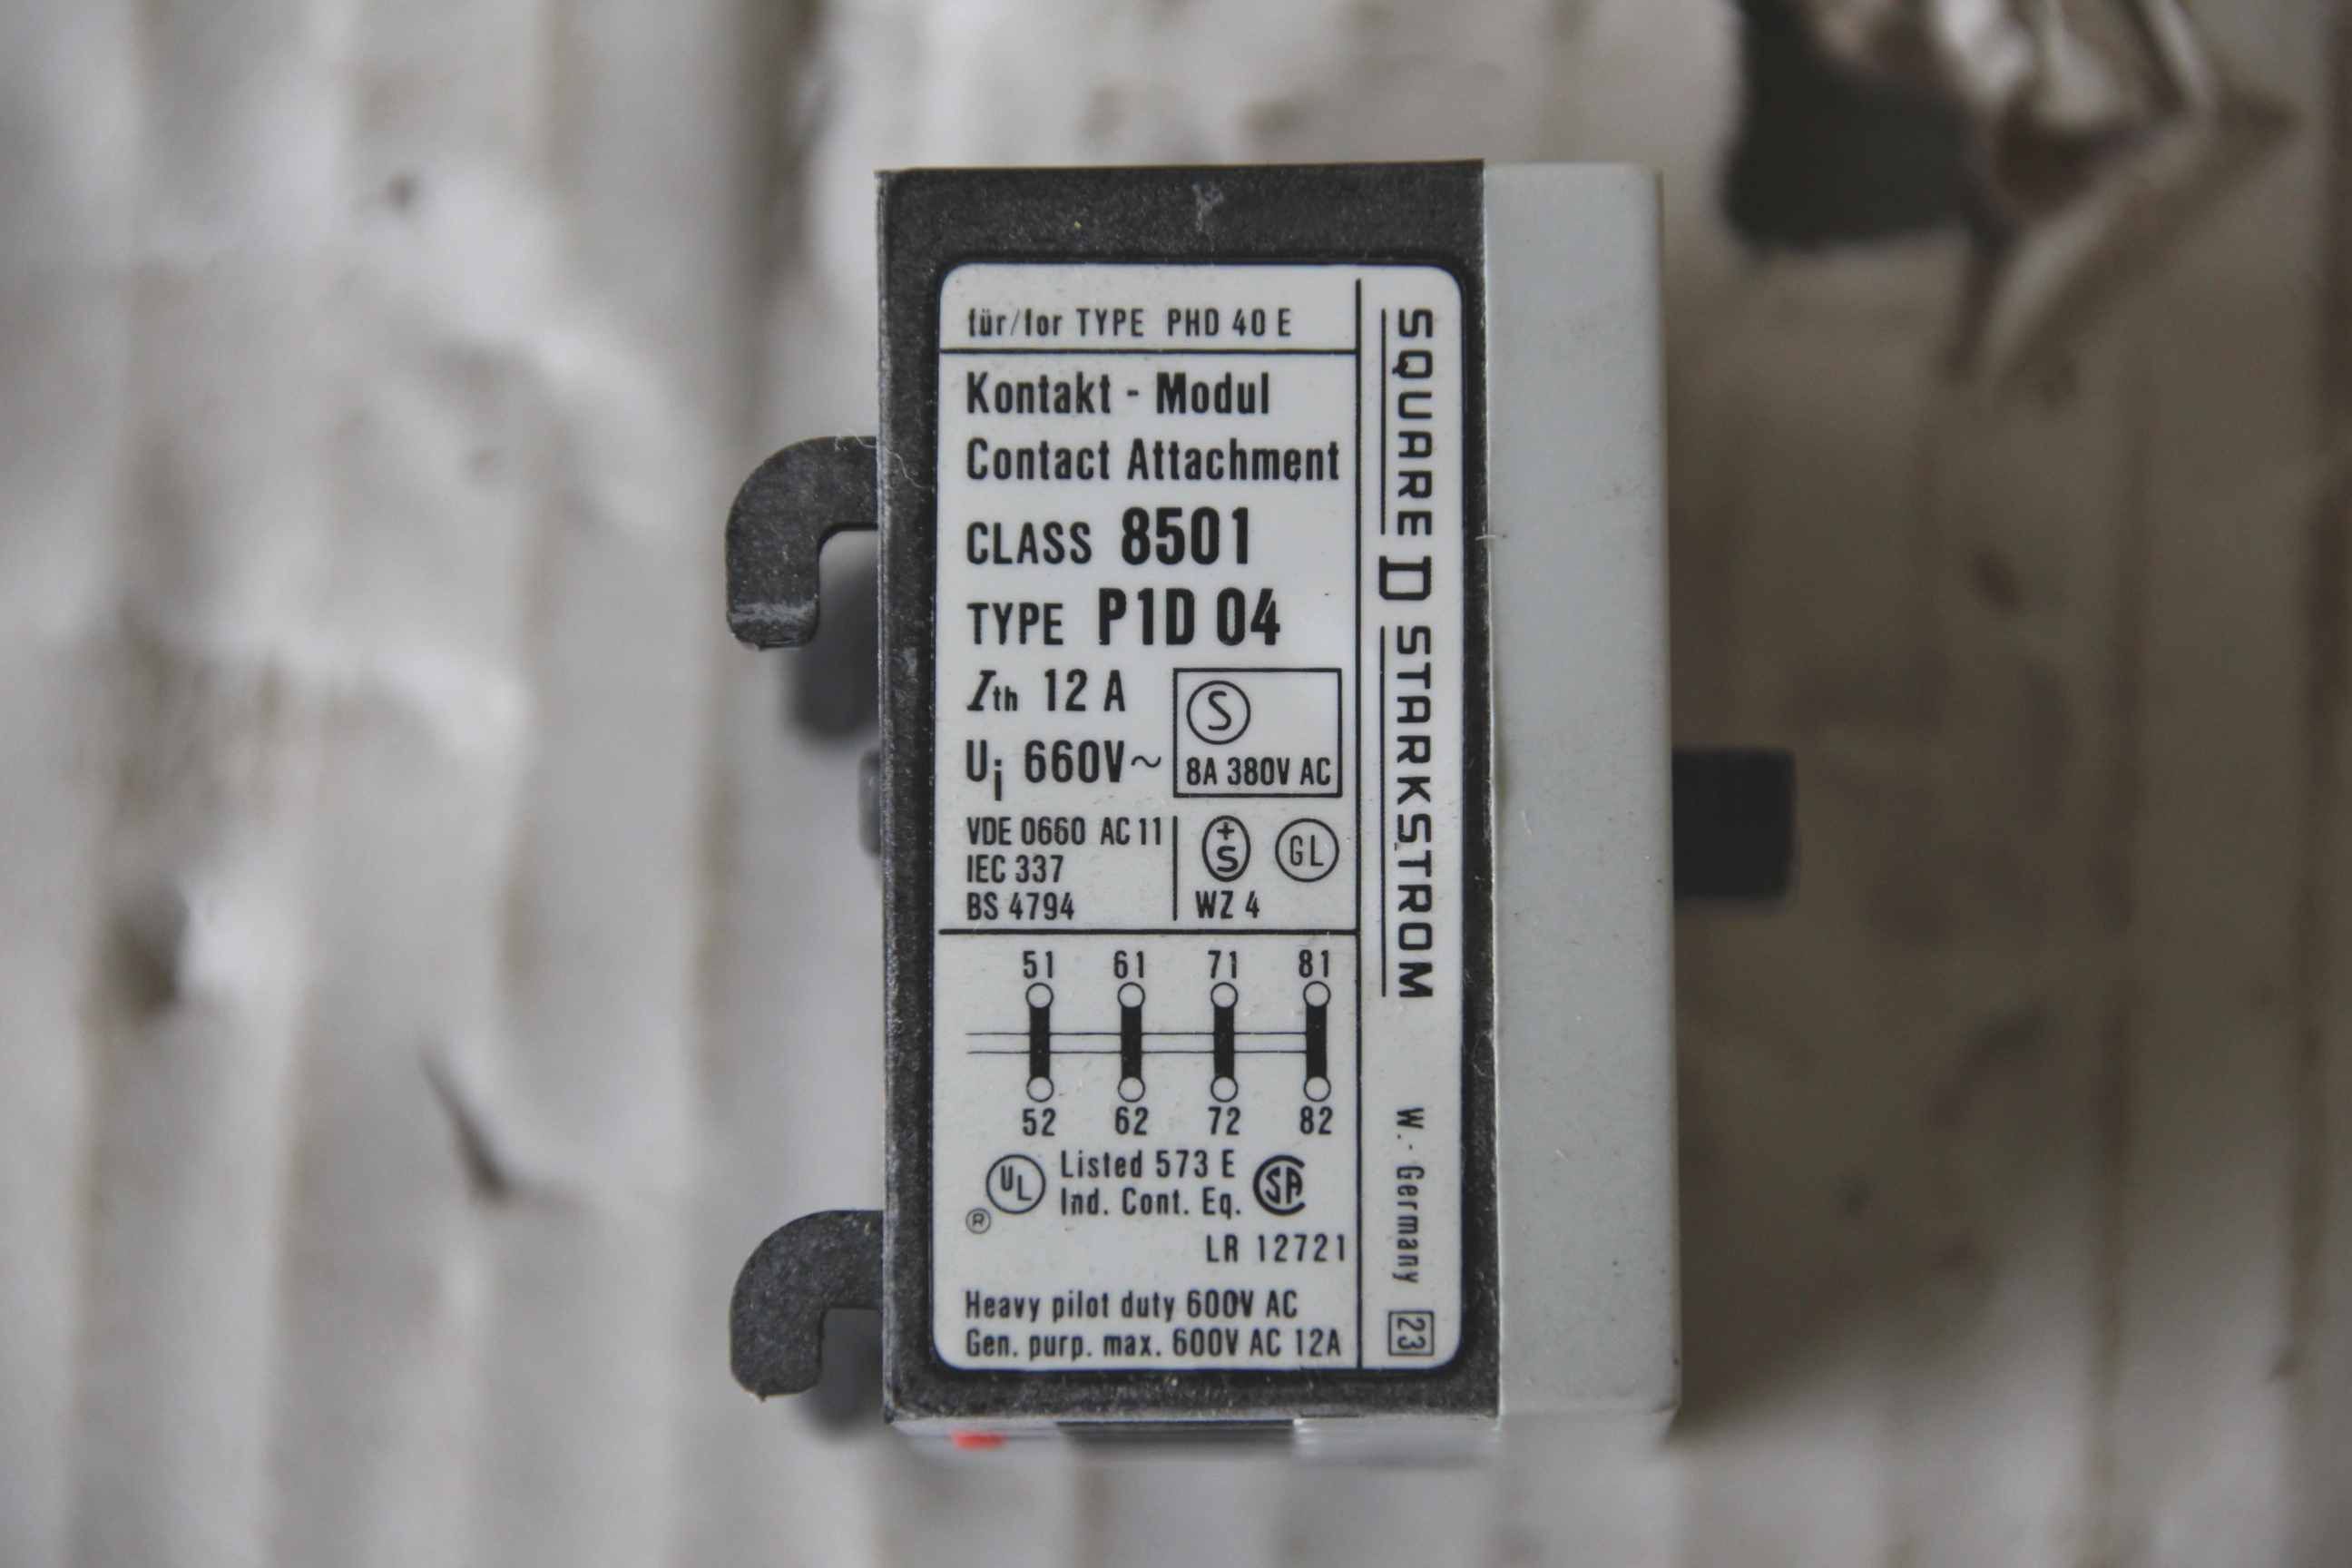 für/for TYPE PHD 40 E
Kontakt - Modul
Contact Attachment
CLASS 8501
TYPE P1D 04
Ith 12 A
Ui 660V~
S
8A 380V AC
VDE 0660 AC 11
IEC 337
BS 4794
+S
GL
WZ 4
51 61 71 81
52 62 72 82
UL
®
Listed 573 E
Ind. Cont. Eq.
SA
LR 12721
Heavy pilot duty 600V AC
Gen. purp. max. 600V AC 12A
SQUARE D STARKSTROM
W.-Germany 23